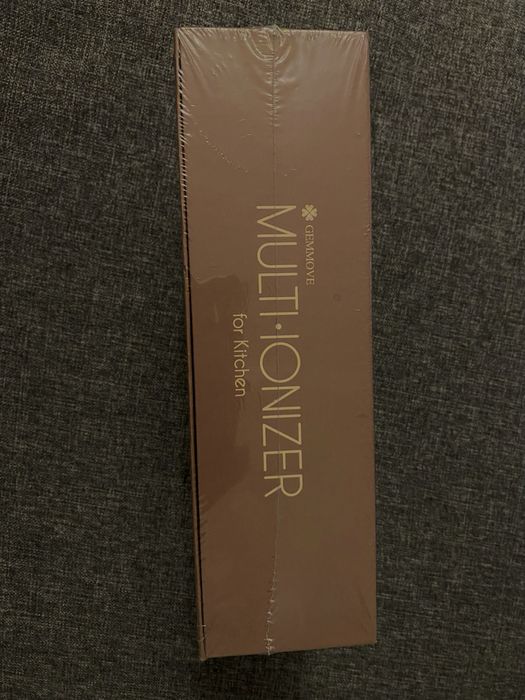 GEMMOVE
MULTI•IONIZER
for Kitchen